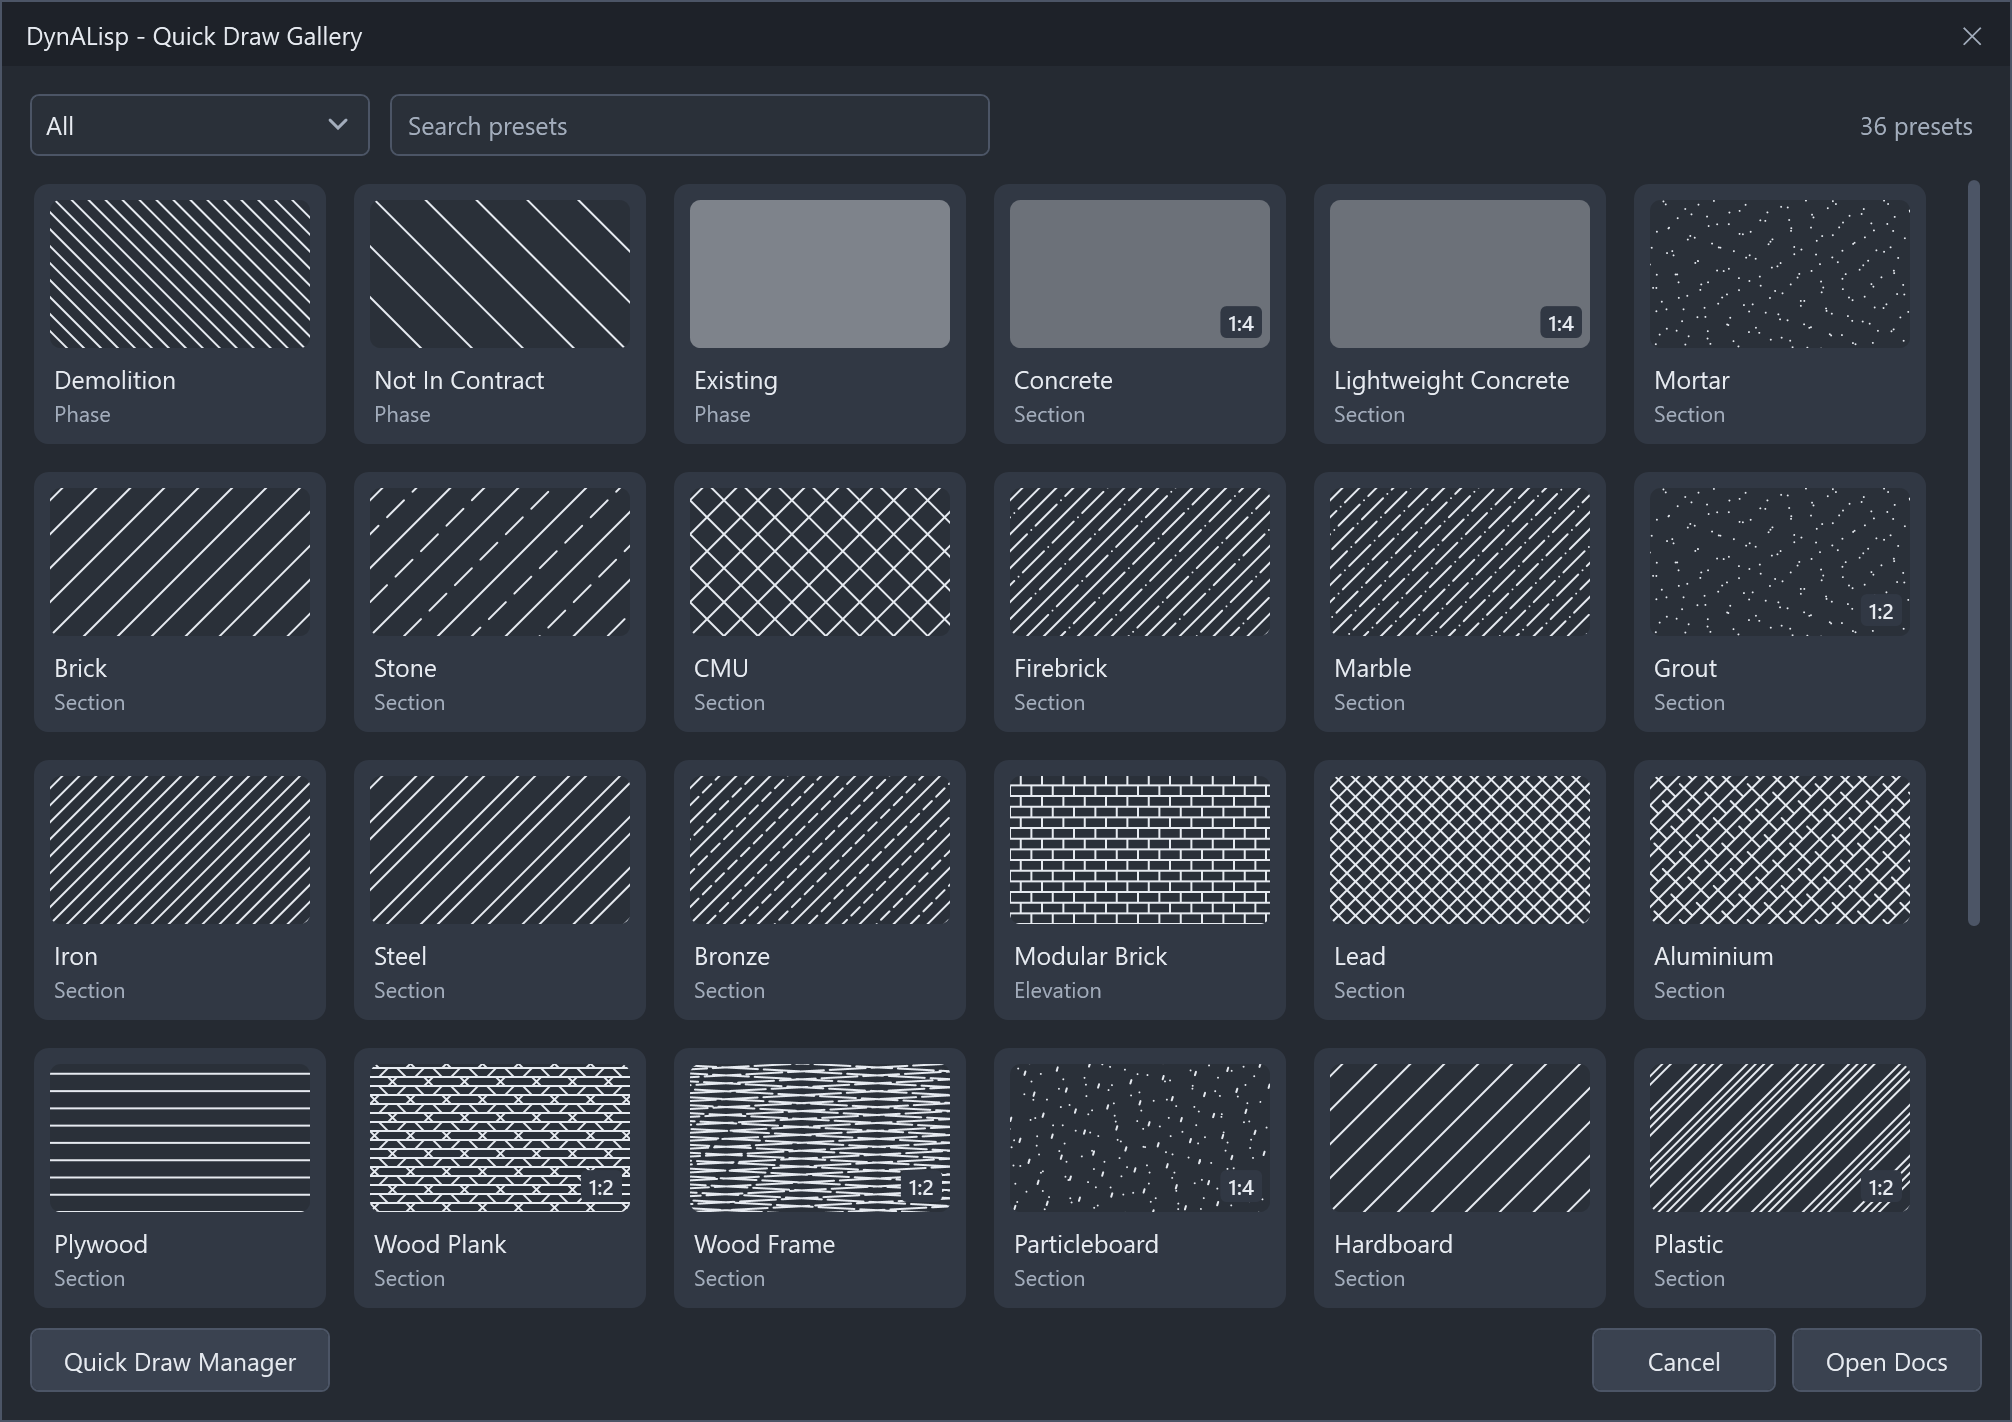 DynALisp - Quick Draw Gallery
All
Search presets
36 presets
1:4
1:4
Demolition
Not In Contract
Existing
Concrete
Lightweight Concrete
Mortar
Phase
Phase
Phase
Section
Section
Section
1:2
Brick
Stone
CMU
Firebrick
Marble
Grout
Section
Section
Section
Section
Section
Section
Iron
Steel
Bronze
Modular Brick
Lead
Aluminium
Section
Section
Section
Elevation
Section
Section
1:2
1:2
1:4
1:2
Plywood
Wood Plank
Wood Frame
Particleboard
Hardboard
Plastic
Section
Section
Section
Section
Section
Section
Quick Draw Manager
Cancel
Open Docs